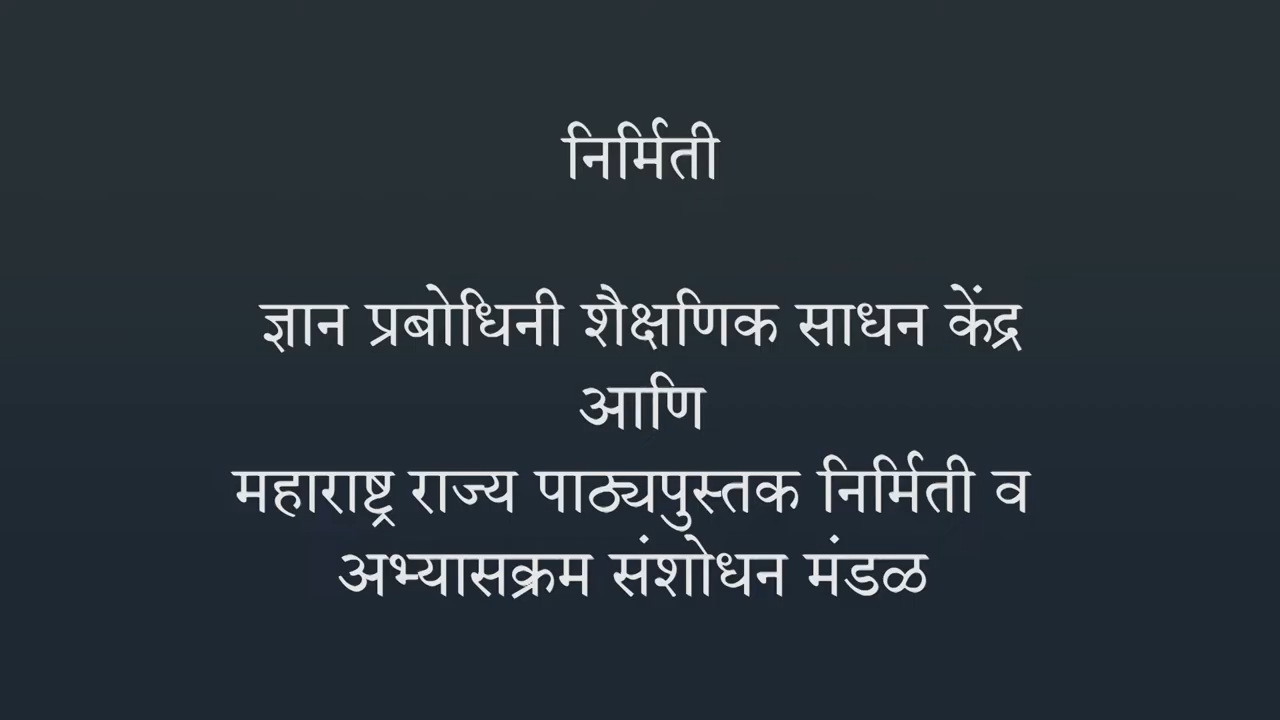 निर्मिती
ज्ञान प्रबोधिनी शैक्षणिक साधन केंद्र
आणि
महाराष्ट्र राज्य पाठ्यपुस्तक निर्मिती व
अभ्यासक्रम संशोधन मंडळ